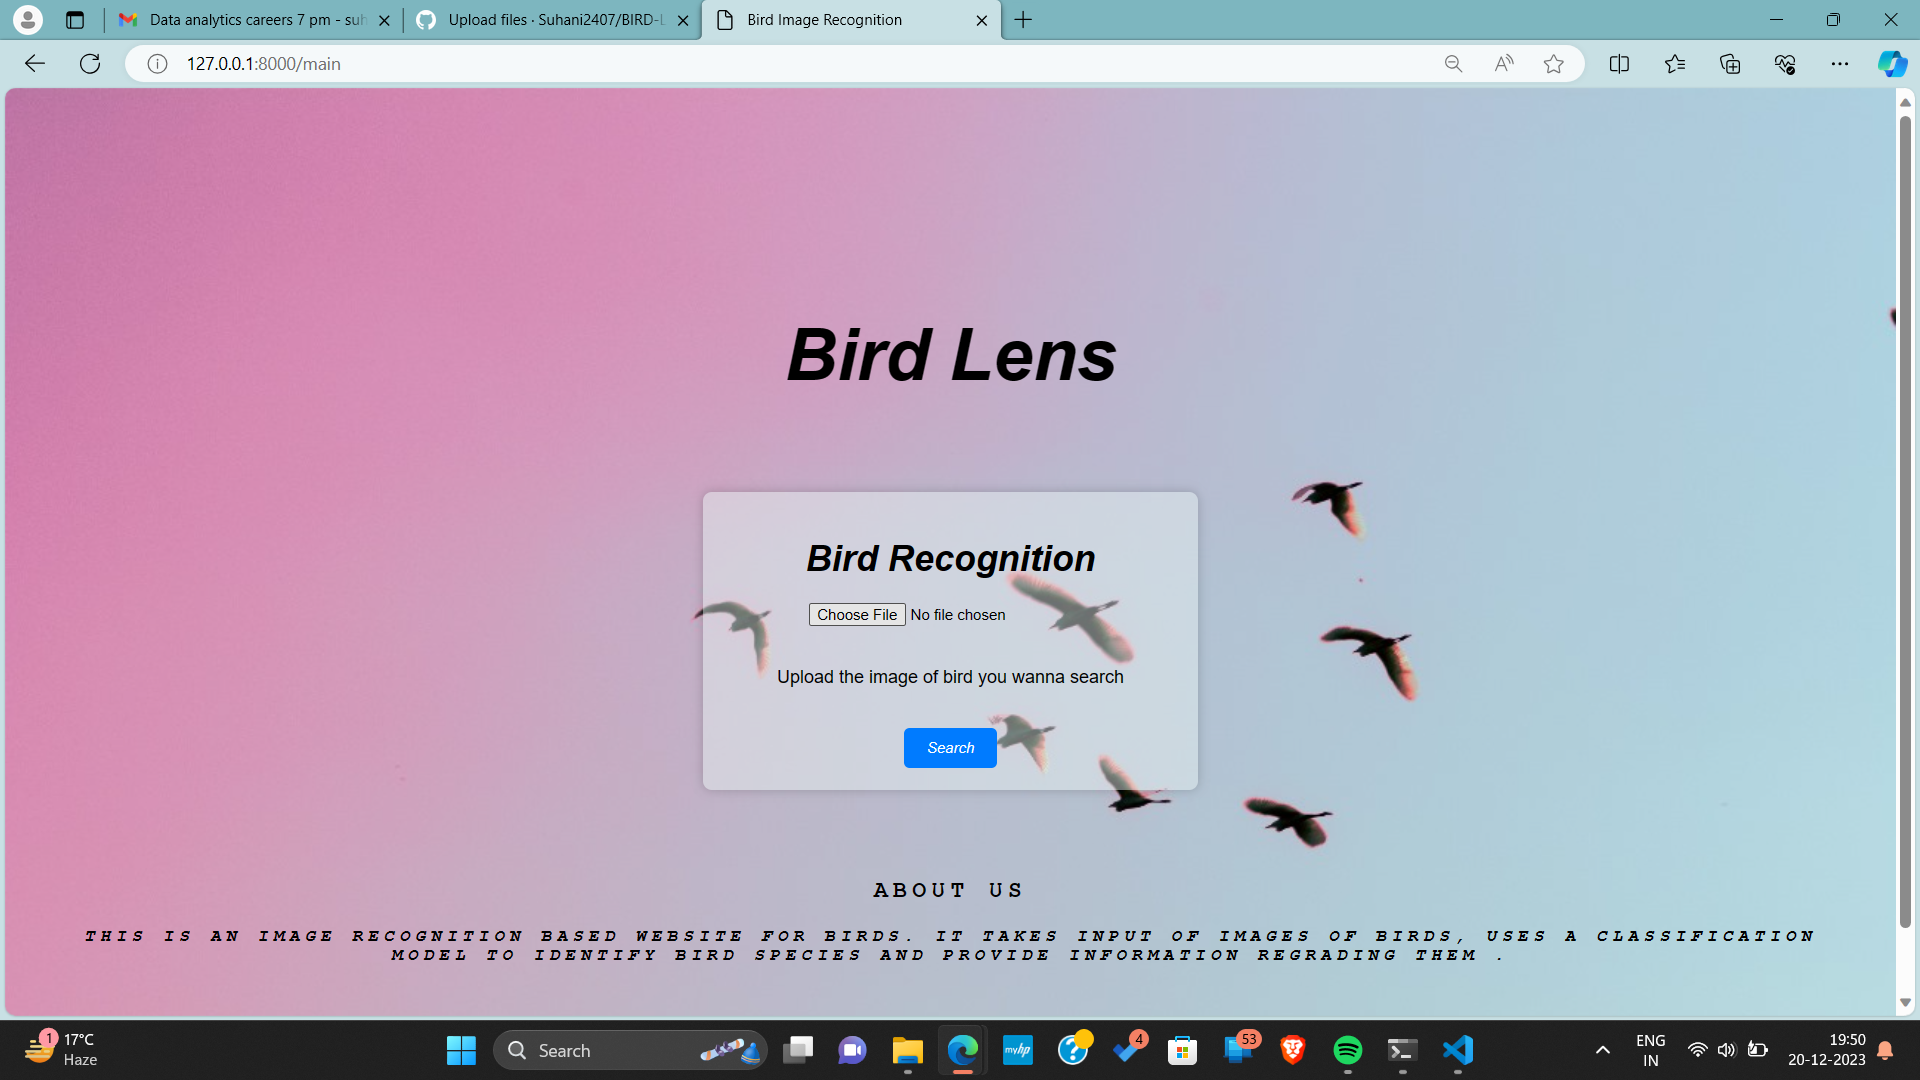 Data analytics careers 7 pm - suh
Upload files · Suhani2407/BIRD-L
Bird Image Recognition
127.0.0.1:8000/main
Bird Lens
Bird Recognition
Choose File No file chosen
Upload the image of bird you wanna search
Search
ABOUT US
THIS IS AN IMAGE RECOGNITION BASED WEBSITE FOR BIRDS. IT TAKES INPUT OF IMAGES OF BIRDS, USES A CLASSIFICATION
MODEL TO IDENTIFY BIRD SPECIES AND PROVIDE INFORMATION REGRADING THEM .
1
17°C
Haze
Search
myhp
4
53
ENG
IN
19:50
20-12-2023